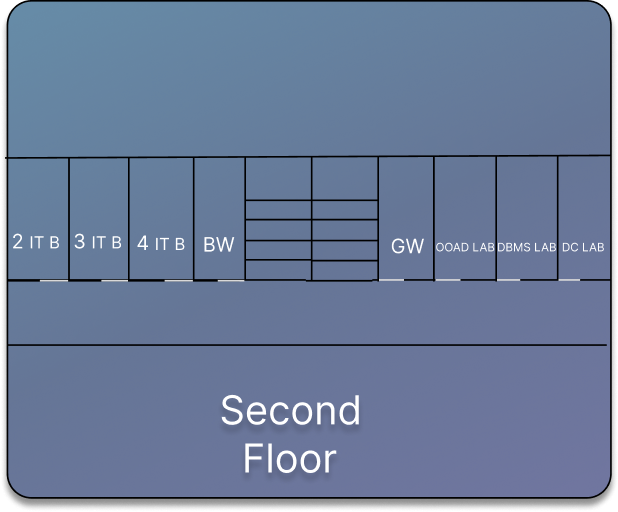 2 IT B
3 IT B
4 IT B
BW
GW
OOAD LAB
DBMS LAB
DC LAB
Second
Floor